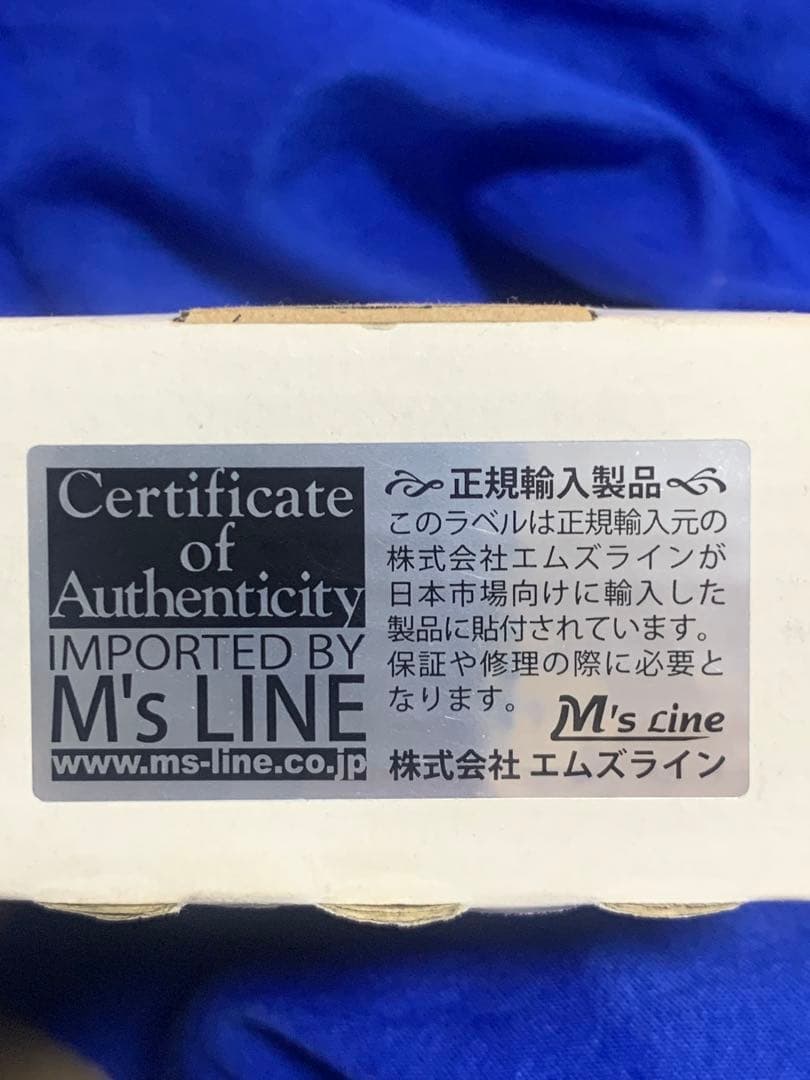 Certificate
of
Authenticity
IMPORTED BY
M's LINE
www.ms-line.co.jp
正規輸入製品
このラベルは正規輸入元の
株式会社エムズラインが
日本市場向けに輸入した
製品に貼付されています。
保証や修理の際に必要と
なります。
M's Line
株式会社 エムズライン